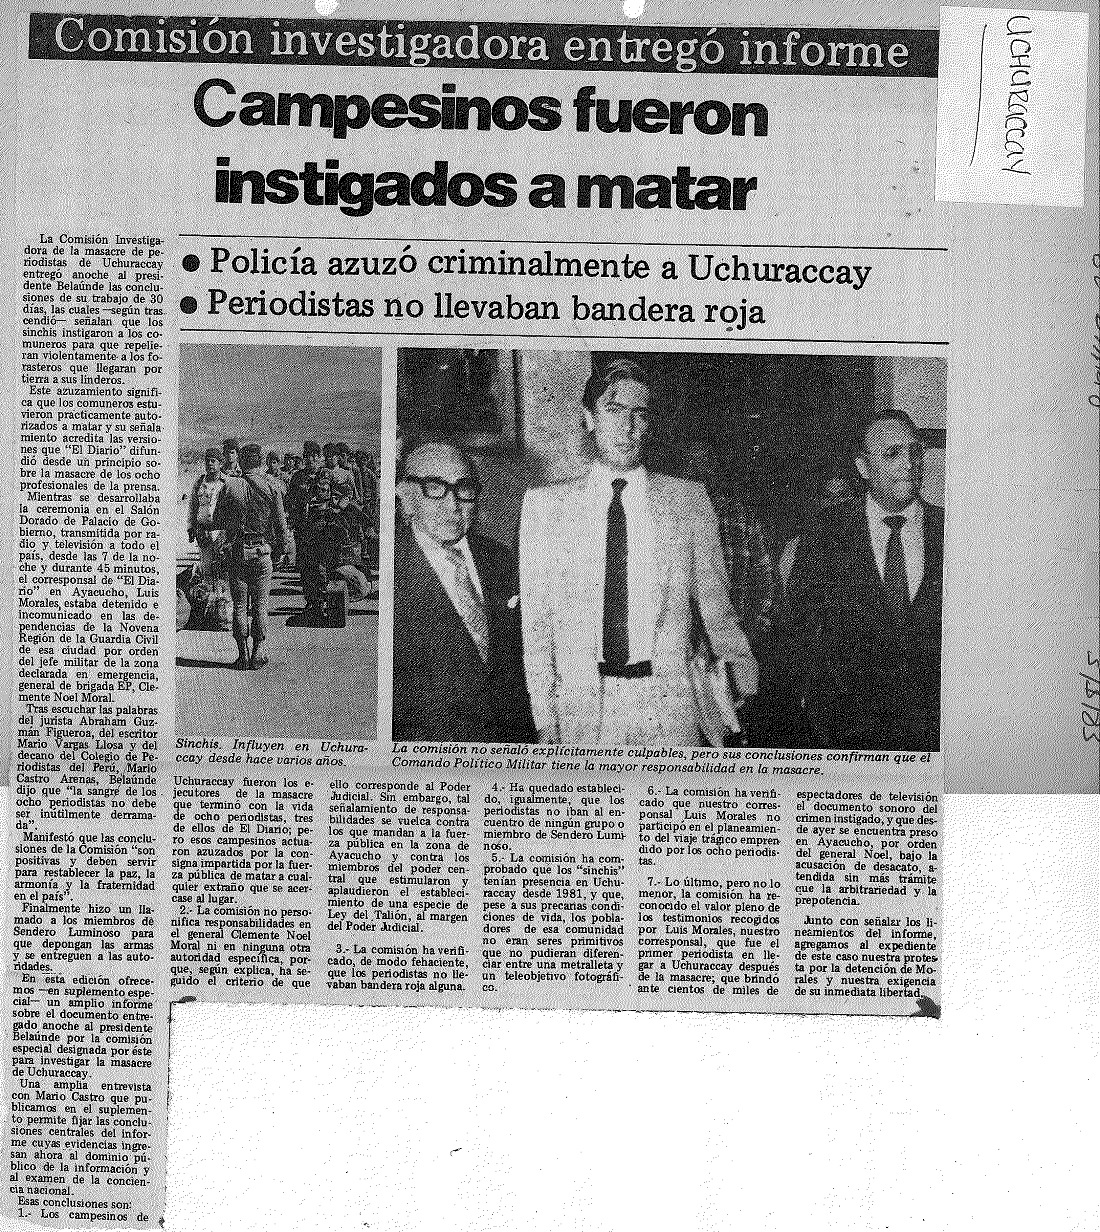 Comisión investigadora entregó informe
UCHURACCAY
Campesinos fueron
instigados a matar
● Policía azuzó criminalmente a Uchuraccay
● Periodistas no llevaban bandera roja
La Comisión Investiga-
dora de la masacre de pe-
riodistas de Uchuraccay
entregó anoche al presi-
dente Belaúnde las conclu-
siones de su trabajo de 30
días, las cuales —según tras
cendió— señalan que los
sinchis instigaron a los co-
muneros para que repelie-
ran violentamente a los fo-
rasteros que llegaran por
tierra a sus linderos.
Este azuzamiento signifi-
ca que los comuneros estu-
vieron prácticamente auto-
rizados a matar y su señala
miento acredita las versio-
nes que "El Diario" difun-
dió desde un principio so-
bre la masacre de los ocho
profesionales de la prensa.
Mientras se desarrollaba
la ceremonia en el Salón
Dorado de Palacio de Go-
bierno, transmitida por ra-
dio y televisión a todo el
país, desde las 7 de la no-
che y durante 45 minutos,
el corresponsal de "El Dia-
rio" en Ayacucho, Luis
Morales, estaba detenido e
incomunicado en las de-
pendencias de la Novena
Región de la Guardia Civil
de esa ciudad por orden
del jefe militar de la zona
declarada en emergencia,
general de brigada EP, Cle-
mente Noel Moral.
Tras escuchar las palabras
del jurista Abraham Guz-
mán Figueroa, del escritor
Mario Vargas Llosa y del
decano del Colegio de Pe-
riodistas del Perú, Mario
Castro Arenas, Belaúnde
dijo que "la sangre de los
ocho periodistas no debe
ser inútilmente derrama-
da".
Manifestó que las conclu-
siones de la Comisión "son
positivas y deben servir
para restablecer la paz, la
armonía y la fraternidad
en el país".
Finalmente hizo un lla-
mado a los miembros de
Sendero Luminoso para
que depongan las armas
y se entreguen a las auto-
ridades.
En esta edición ofrece-
mos —en suplemento espe-
cial— un amplio informe
sobre el documento entre-
gado anoche al presidente
Belaúnde por la comisión
especial designada por éste
para investigar la masacre
de Uchuraccay.
Una amplia entrevista
con Mario Castro que pu-
blicamos en el suplemen-
to permite fijar las conclu-
siones centrales del infor-
me cuyas evidencias ingre-
san ahora al dominio pú-
blico de la información y
al examen de la concien-
cia nacional.
Esas conclusiones son:
1.- Los campesinos de
Sinchis. Influyen en Uchura-
ccay desde hace varios años.
La comisión no señaló explícitamente culpables, pero sus conclusiones confirman que el
Comando Político Militar tiene la mayor responsabilidad en la masacre.
Uchuraccay fueron los e-
jecutores de la masacre
que terminó con la vida
de ocho periodistas, tres
de ellos de El Diario; pe-
ro esos campesinos actua-
ron azuzados por la con-
signa impartida por la fuer-
za pública de matar a cual-
quier extraño que se acer-
case al lugar.
2.- La comisión no perso-
nifica responsabilidades en
el general Clemente Noel
Moral ni en ninguna otra
autoridad específica, por-
que, según explica, ha se-
guido el criterio de que
ello corresponde al Poder
Judicial. Sin embargo, tal
señalamiento de responsa-
bilidades se vuelca contra
los que mandan a la fuer-
za pública en la zona de
Ayacucho y contra los
miembros del poder cen-
tral que estimularon y
aplaudieron el estableci-
miento de una especie de
Ley del Talión, al margen
del Poder Judicial.
3.- La comisión ha verifi-
cado, de modo fehaciente,
que los periodistas no lle-
vaban bandera roja alguna.
4.- Ha quedado estableci-
do, igualmente, que los
periodistas no iban al en-
cuentro de ningún grupo o
miembro de Sendero Lumi-
noso.
5.- La comisión ha com-
probado que los "sinchis"
tenían presencia en Uchu-
raccay desde 1981, y que,
pese a sus precarias condi-
ciones de vida, los pobla-
dores de esa comunidad
no eran seres primitivos
que no pudieran diferen-
ciar entre una metralleta y
un teleobjetivo fotográfi-
co.
6.- La comisión ha verifi-
cado que nuestro corres-
ponsal Luis Morales no
participó en el planeamien-
to del viaje trágico empren
dido por los ocho periodis-
tas.
7.- Lo último, pero no lo
menor, la comisión ha re-
conocido el valor pleno de
los testimonios recogidos
por Luis Morales, nuestro
corresponsal, que fue el
primer periodista en lle-
gar a Uchuraccay después
de la masacre; que brindó
ante cientos de miles de
espectadores de televisión
el documento sonoro del
crimen instigado, y que des-
de ayer se encuentra preso
en Ayacucho, por orden
del general Noel, bajo la
acusación de desacato, a-
tendida sin más trámite
que la arbitrariedad y la
prepotencia.
Junto con señalar los li-
neamientos del informe,
agregamos al expediente
de este caso nuestra protes
ta por la detención de Mo-
rales y nuestra exigencia
de su inmediata libertad.